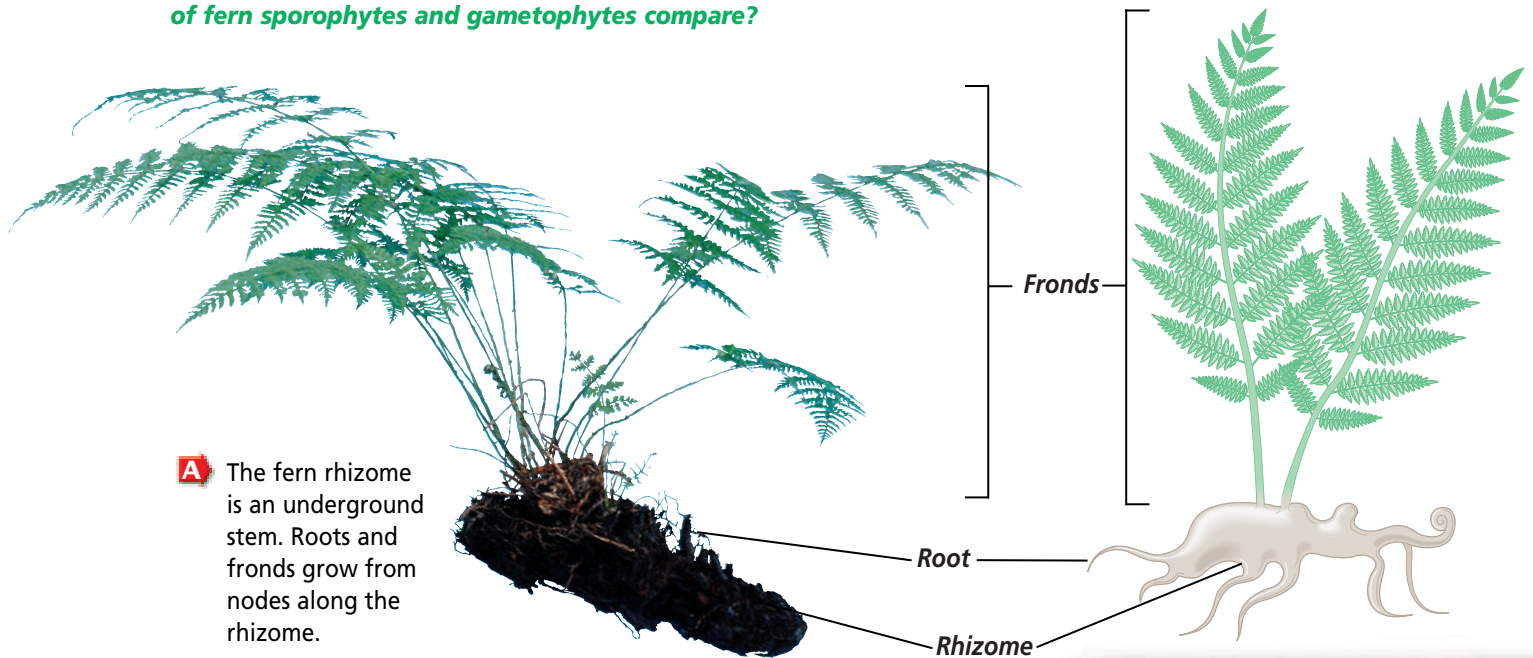 of fern sporophytes and gametophytes compare?
Fronds
A
The fern rhizome
is an underground
stem. Roots and
fronds grow from
nodes along the
rhizome.
Root
Rhizome